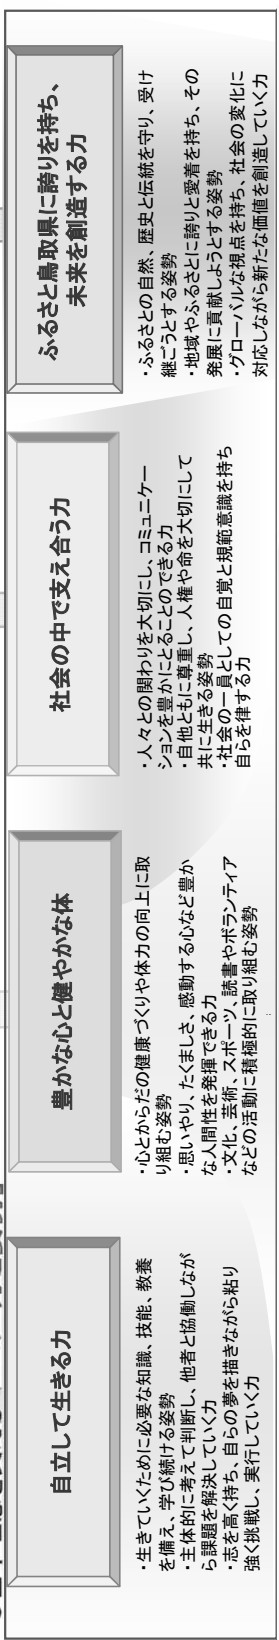 自立して生きる力
・生きていくために必要な知識、技能、教養
を備え、学び続ける姿勢
・主体的に考えて判断し、他者と協働しなが
ら課題を解決していく力
・志を高く持ち、自らの夢を描きながら粘り
強く挑戦し、実行していく力
豊かな心と健やかな体
・心とからだの健康づくりや体力の向上に取
り組む姿勢
・思いやり、たくましさ、感動する心など豊か
な人間性を発揮できる力
・文化、芸術、スポーツ、読書やボランティア
などの活動に積極的に取り組む姿勢
社会の中で支え合う力
・人々との関わりを大切にし、コミュニケー
ションを豊かにとることのできる力
・自他ともに尊重し、人権や命を大切にして
共に生きる姿勢
・社会の一員としての自覚と規範意識を持ち
自らを律する力
ふるさと鳥取県に誇りを持ち、
未来を創造する力
・ふるさとの自然、歴史と伝統を守り、受け
継ごうとする姿勢
・地域やふるさとに誇りと愛着を持ち、その
発展に貢献しようとする姿勢
・グローバルな視点を持ち、社会の変化に
対応しながら新たな価値を創造していく力